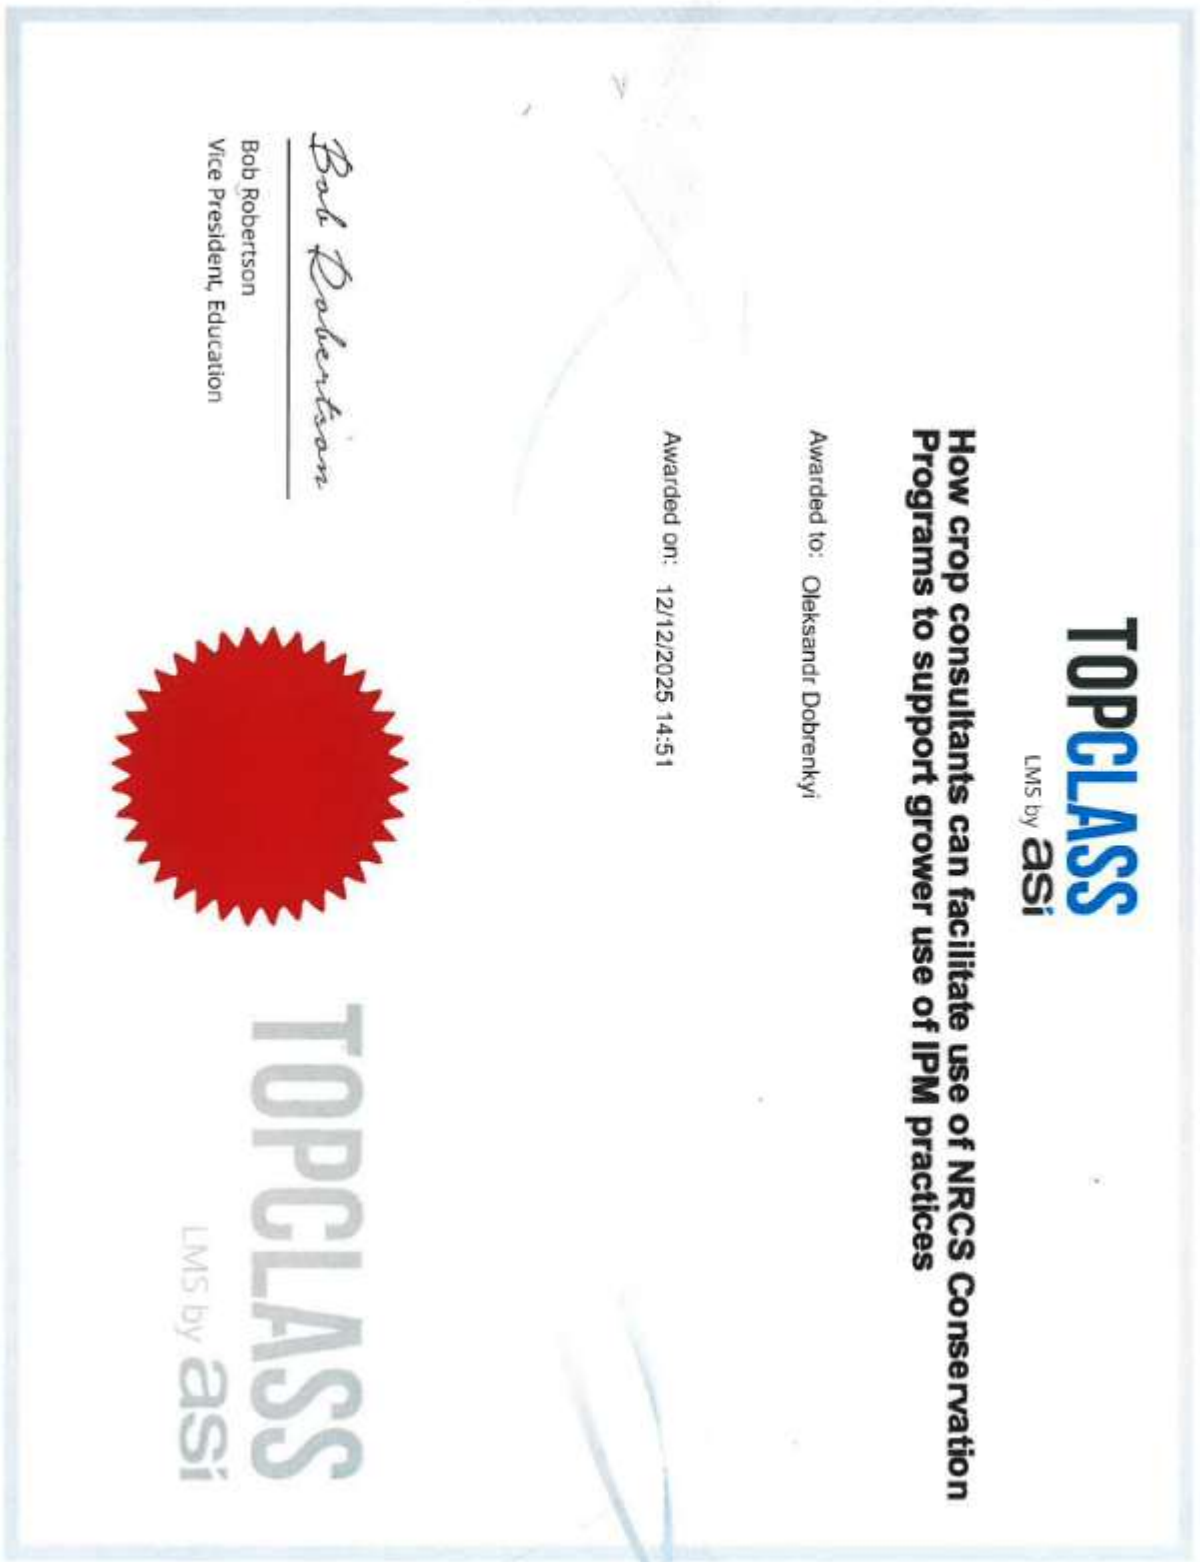 TOPCLASS
LMS by asi
How crop consultants can facilitate use of NRCS Conservation
Programs to support grower use of IPM practices
Awarded to: Oleksandr Dobrenkyi
Awarded on: 12/12/2025 14:51
Bob Robertson
Bob Robertson
Vice President, Education
TOPCLASS
LMS by asi